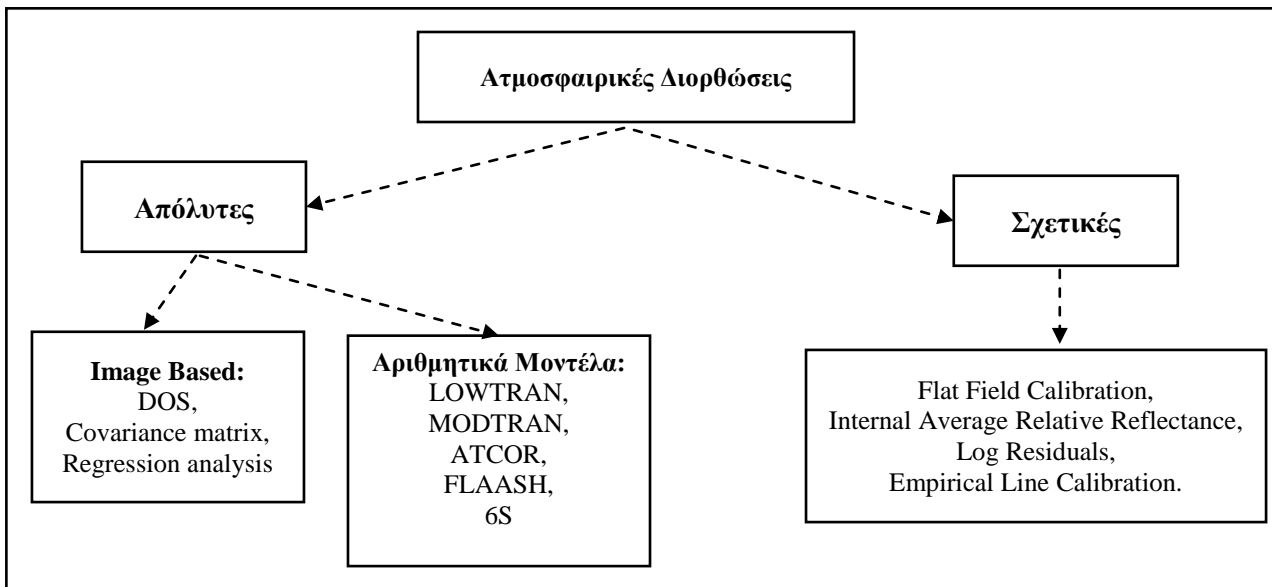 Ατμοσφαιρικές Διορθώσεις
Απόλυτες
Σχετικές
Image Based:
DOS,
Covariance matrix,
Regression analysis
Αριθμητικά Μοντέλα:
LOWTRAN,
MODTRAN,
ATCOR,
FLAASH,
6S
Flat Field Calibration,
Internal Average Relative Reflectance,
Log Residuals,
Empirical Line Calibration.